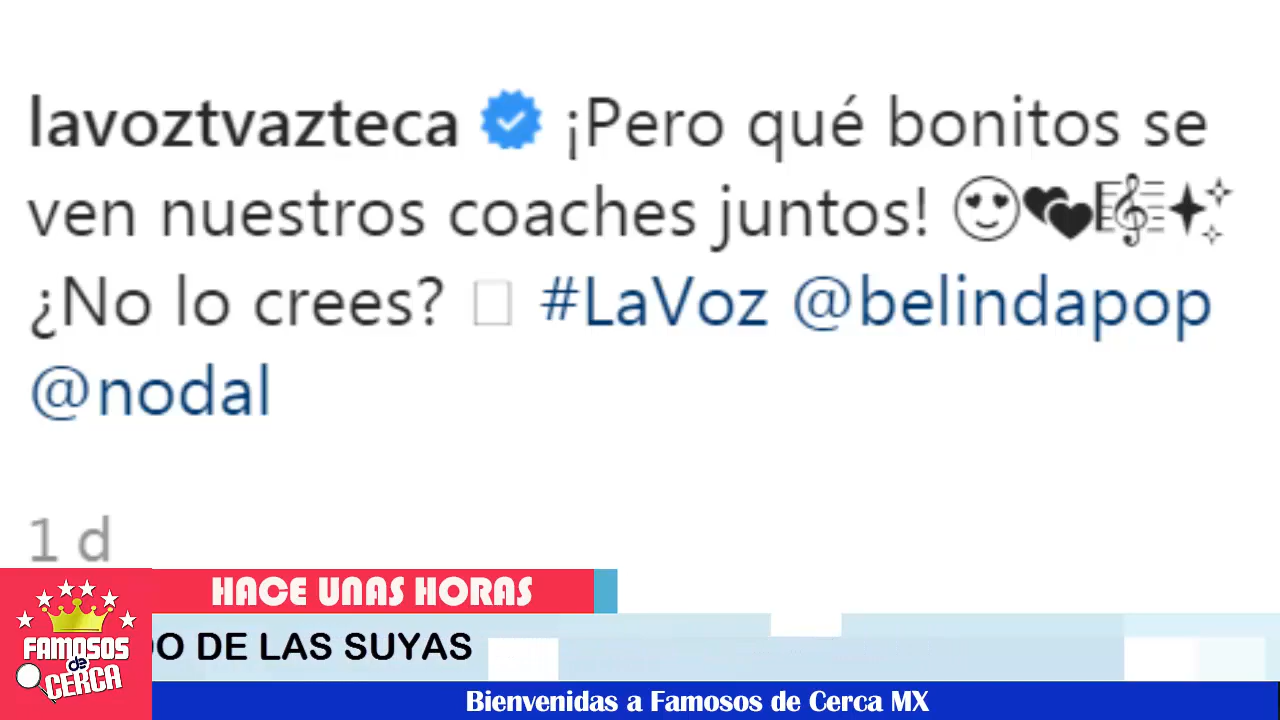 lavoztvazteca ¡Pero qué bonitos se
ven nuestros coaches juntos! 😍💕🎼✨
¿No lo crees? #LaVoz @belindapop
@nodal
1 d
HACE UNAS HORAS
DO DE LAS SUYAS
FAMOSOS
de
CERCA
Bienvenidas a Famosos de Cerca MX